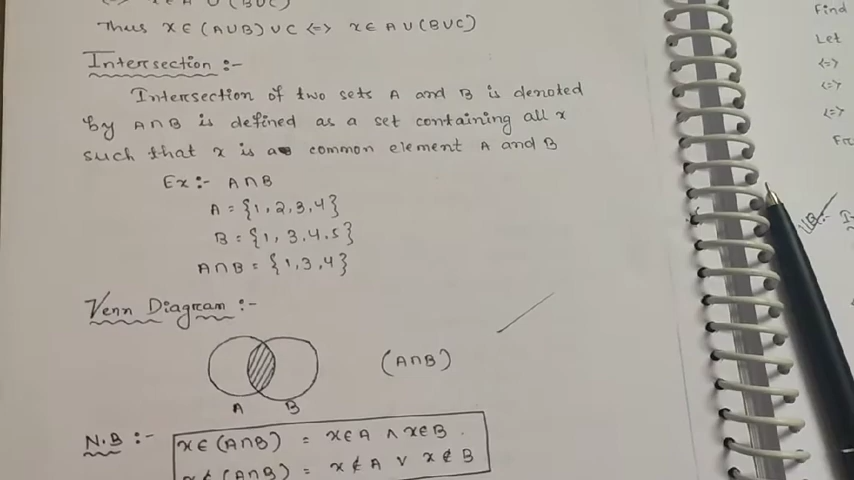 x ∈ A ∪ (B∪C)
Thus x ∈ (A∪B) ∪ C <=> x ∈ A ∪ (B∪C)
Intersection :-
Intersection of two sets A and B is denoted
by A∩B is defined as a set containing all x
such that x is a common element A and B
Ex :- A∩B
A = {1, 2, 3, 4}
B = {1, 3, 4, 5}
A∩B = {1, 3, 4}
Venn Diagram :-
(A∩B)
A B
N.B :-
x∈(A∩B) = x∈A ∧ x∈B .
x∉(A∩B) = x∉A ∨ x∉B
Find
Let
<=>
<=>
<=>
NB :-